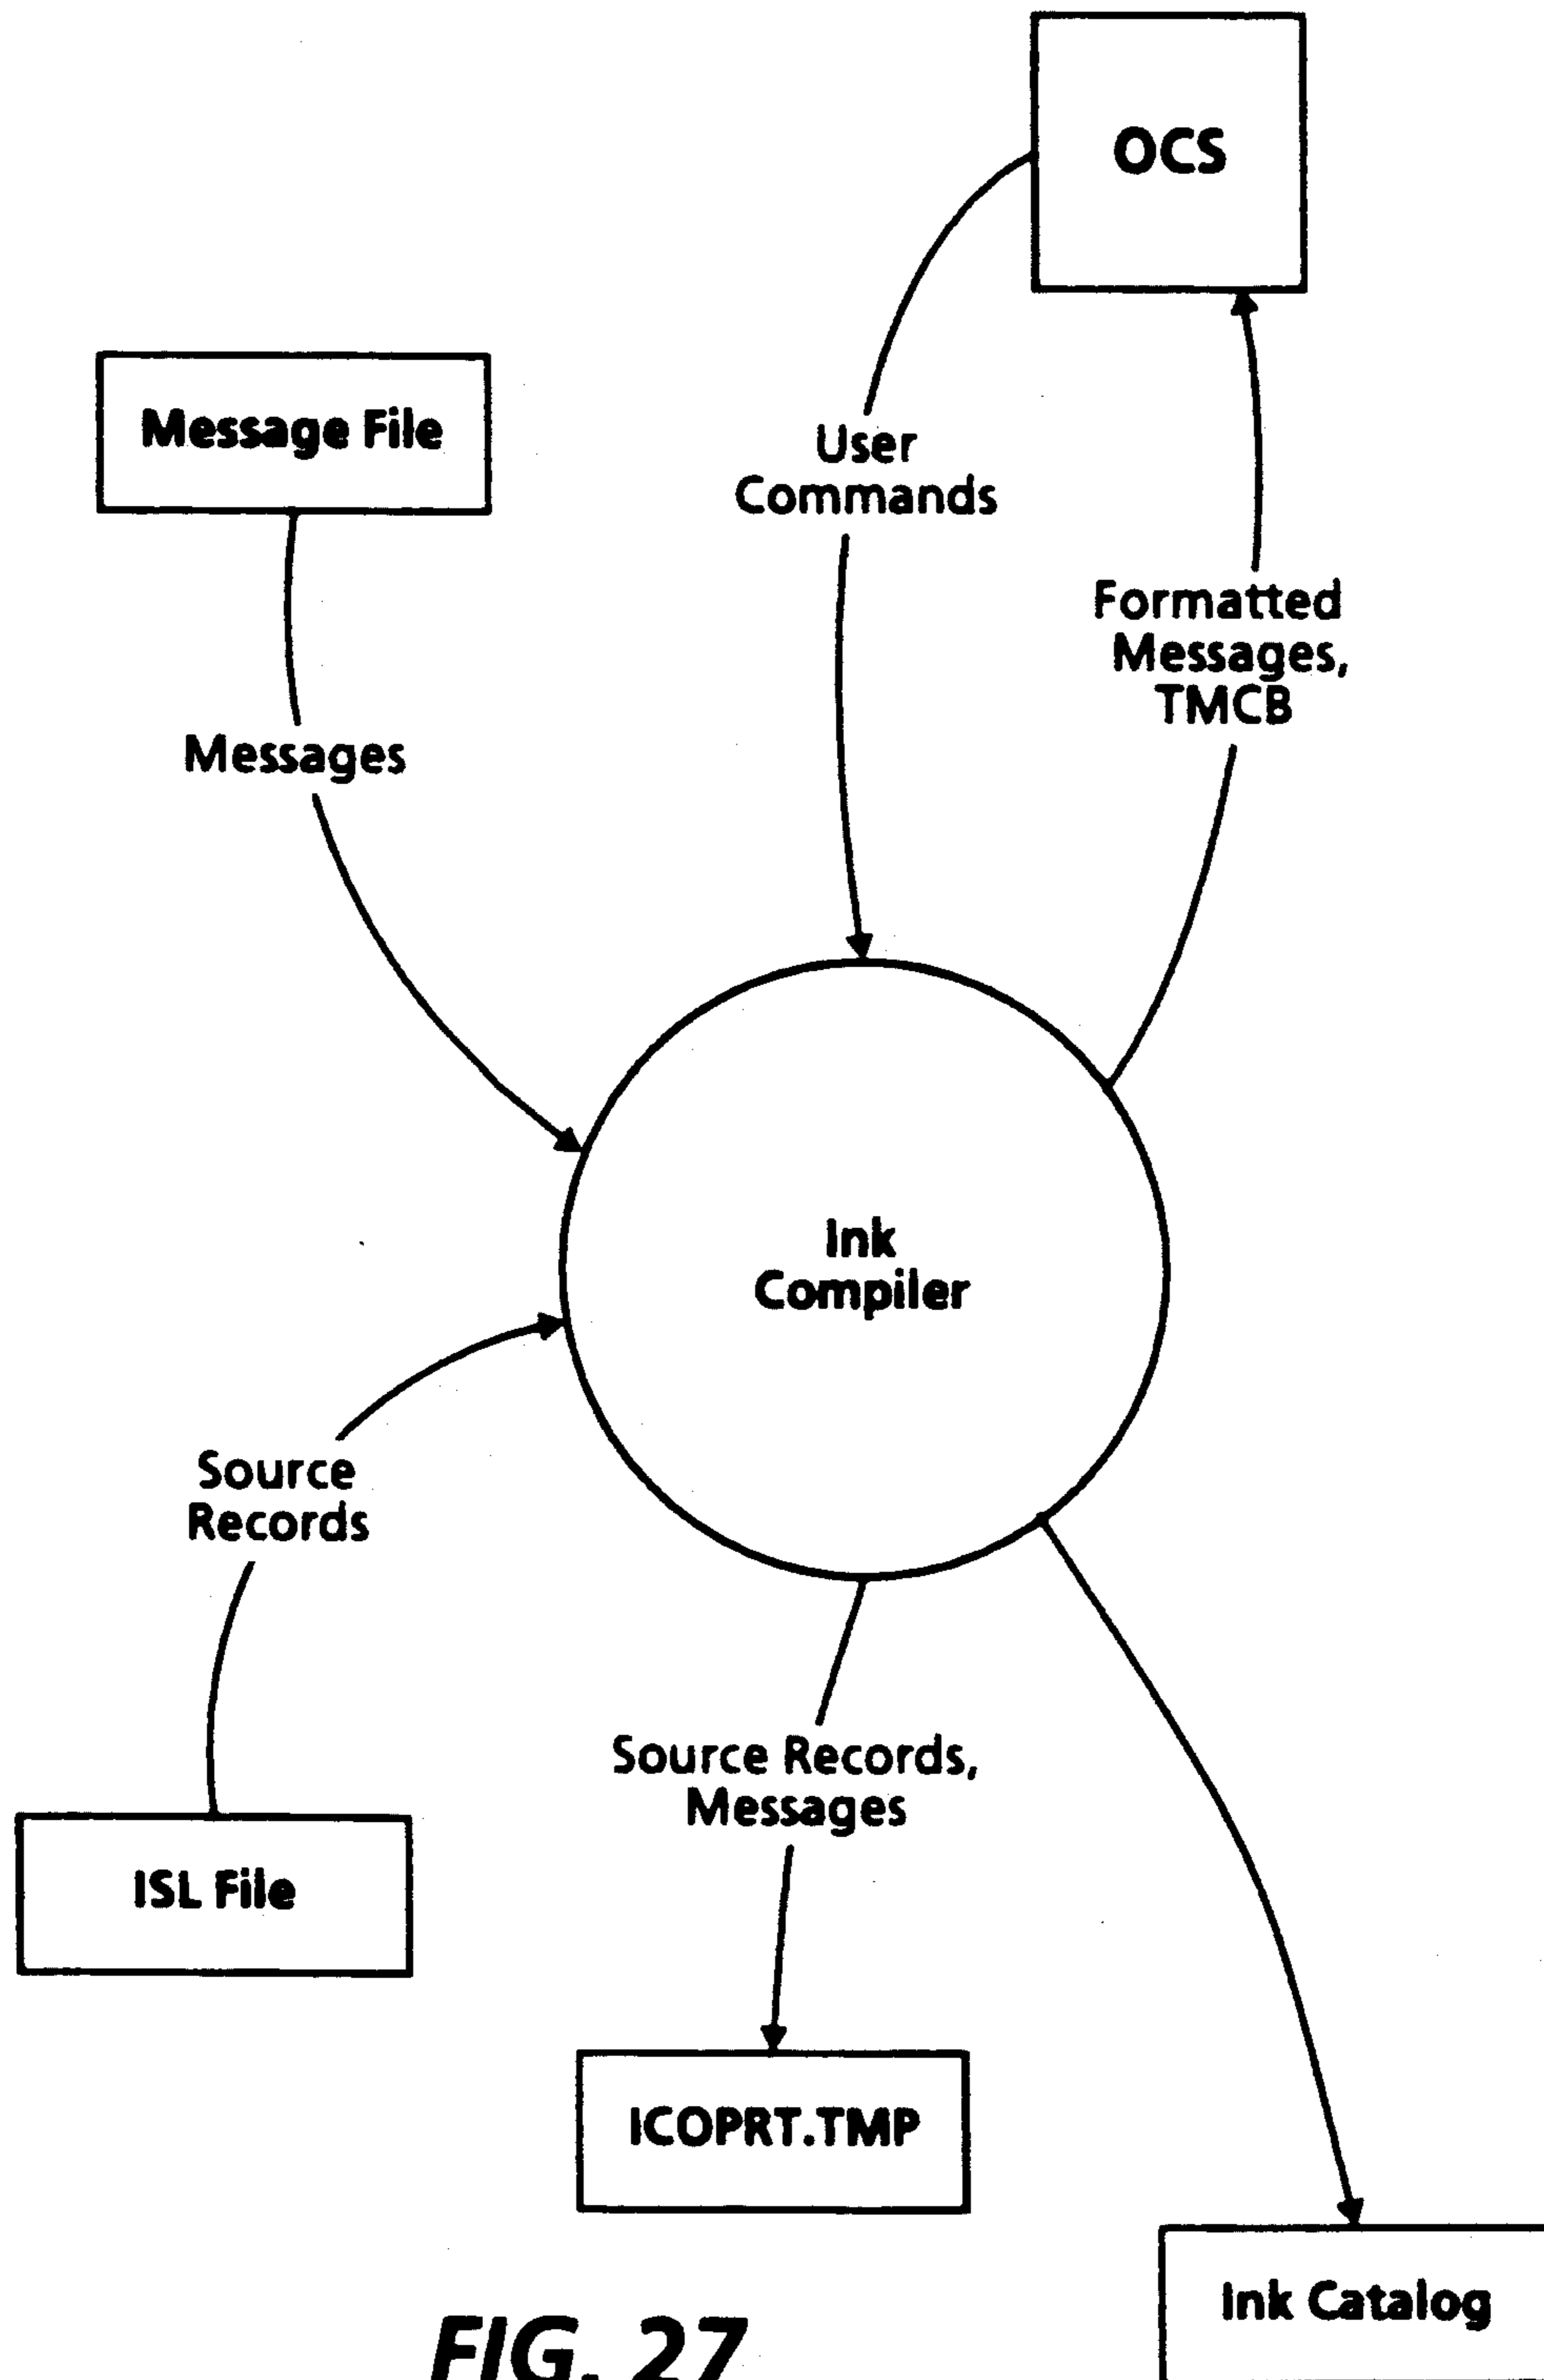 OCS
Message File
User
Commands
Formatted
Messages,
TMCB
Messages
Ink
Compiler
Source
Records
Source Records,
Messages
ISL File
ICOPRT.TMP
Ink Catalog
FIG. 27